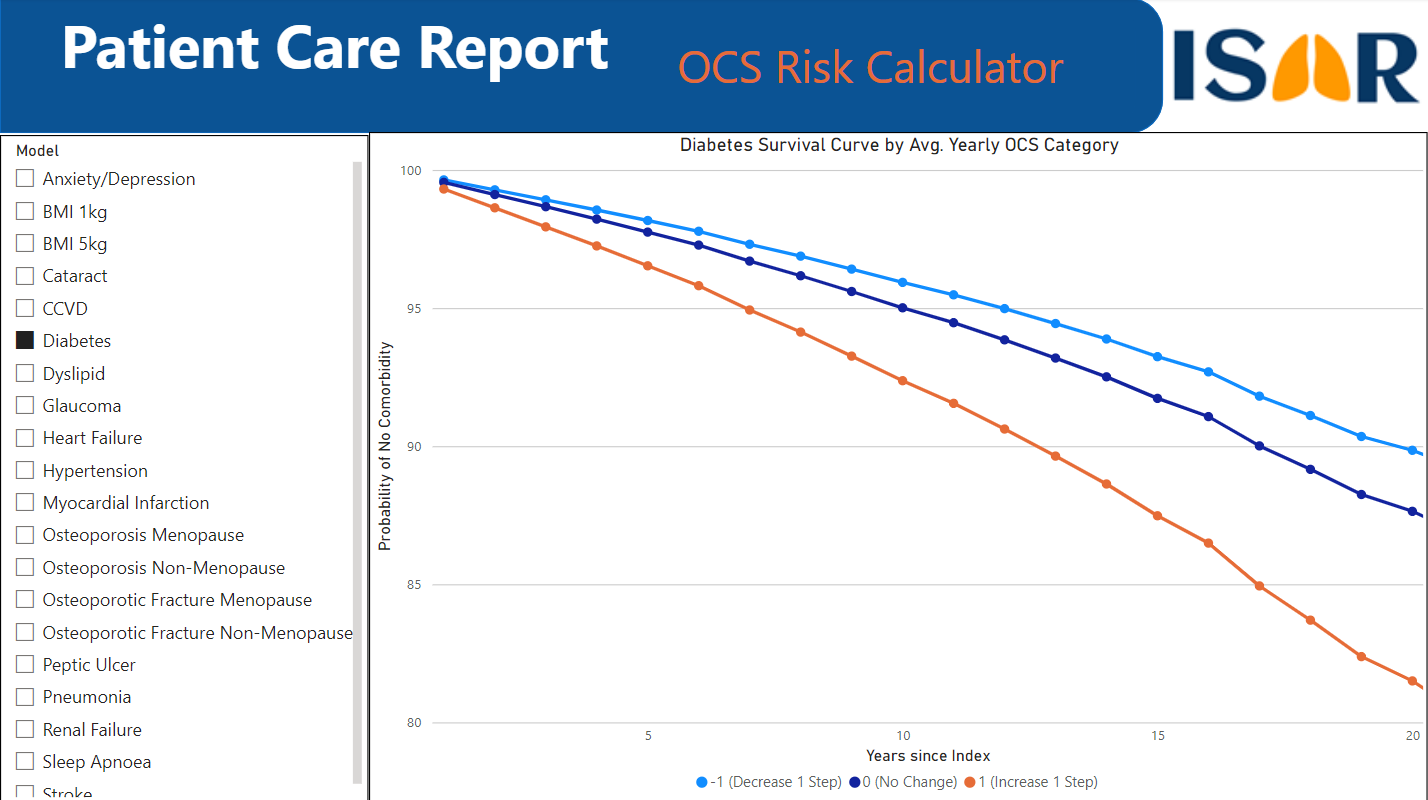 Patient Care Report
OCS Risk Calculator
ISAR
Model
Anxiety/Depression
BMI 1kg
BMI 5kg
Cataract
CCVD
Diabetes
Dyslipid
Glaucoma
Heart Failure
Hypertension
Myocardial Infarction
Osteoporosis Menopause
Osteoporosis Non-Menopause
Osteoporotic Fracture Menopause
Osteoporotic Fracture Non-Menopause
Peptic Ulcer
Pneumonia
Renal Failure
Sleep Apnoea
Stroke
Diabetes Survival Curve by Avg. Yearly OCS Category
Probability of No Comorbidity
100
95
90
85
80
5 10 15 20
Years since Index
-1 (Decrease 1 Step) 0 (No Change) 1 (Increase 1 Step)